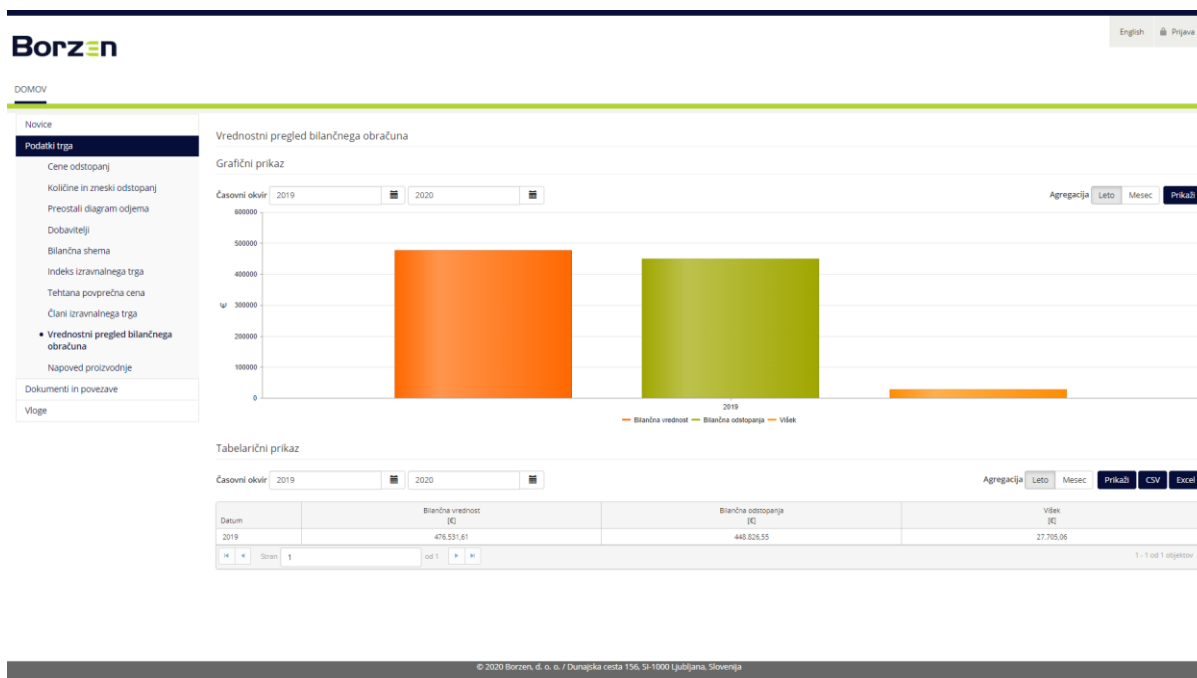 English Prijava
Borzen
DOMOV
Novice
Podatki trga
Cene odstopanj
Količine in zneski odstopanj
Preostali diagram odjema
Dobavitelji
Bilančna shema
Indeks izravnalnega trga
Tehtana povprečna cena
Člani izravnalnega trga
Vrednostni pregled bilančnega
obračuna
Napoved proizvodnje
Dokumenti in povezave
Vloge
Vrednostni pregled bilančnega obračuna
Grafični prikaz
Časovni okvir 2019 2020 Agregacija Leto Mesec Prikaži
600000
500000
400000
€ 300000
200000
100000
0
2019
Bilančna vrednost Bilančna odstopanja Višek
Tabelarični prikaz
Časovni okvir 2019 2020 Agregacija Leto Mesec Prikaži CSV Excel
Datum Bilančna vrednost [€] Bilančna odstopanja [€] Višek [€]
2019 476.531,61 448.826,55 27.705,06
Stran 1 od 1 1 - 1 od 1 objektov
© 2020 Borzen, d. o. o. / Dunajska cesta 156, SI-1000 Ljubljana, Slovenija